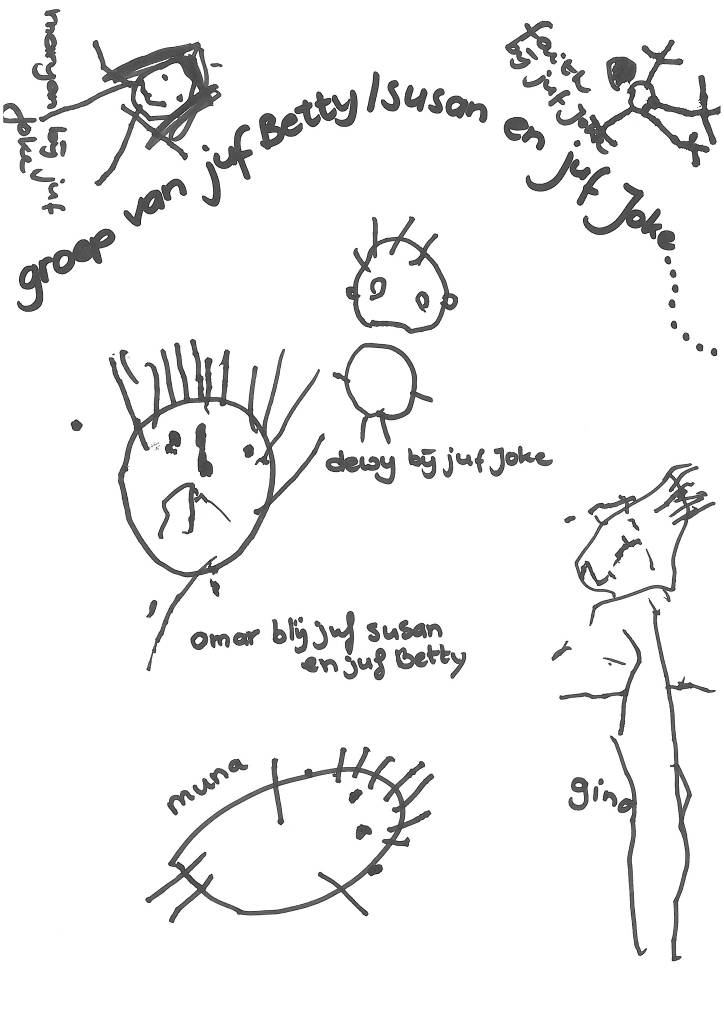 groep van juf Betty/susan en juf Joke.......
maryam bij juf
Joke
faith
bij juf Joke
dewy bij juf Joke
omar blij juf susan
en juf Betty
muna
gino